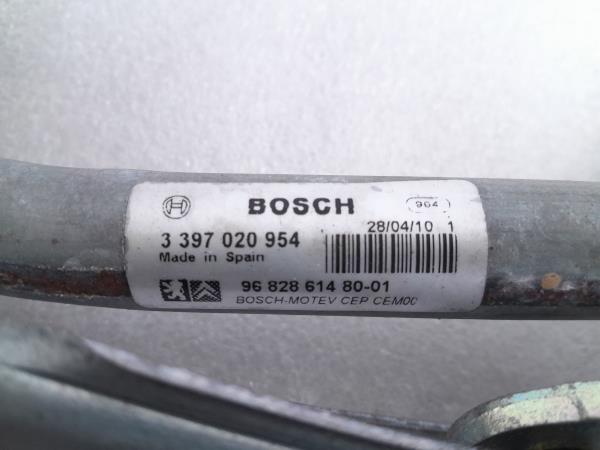 BOSCH
964
3 397 020 954
28/04/10 1
Made in Spain
96 828 614 80-01
BOSCH-MOTEV CEP CEM00